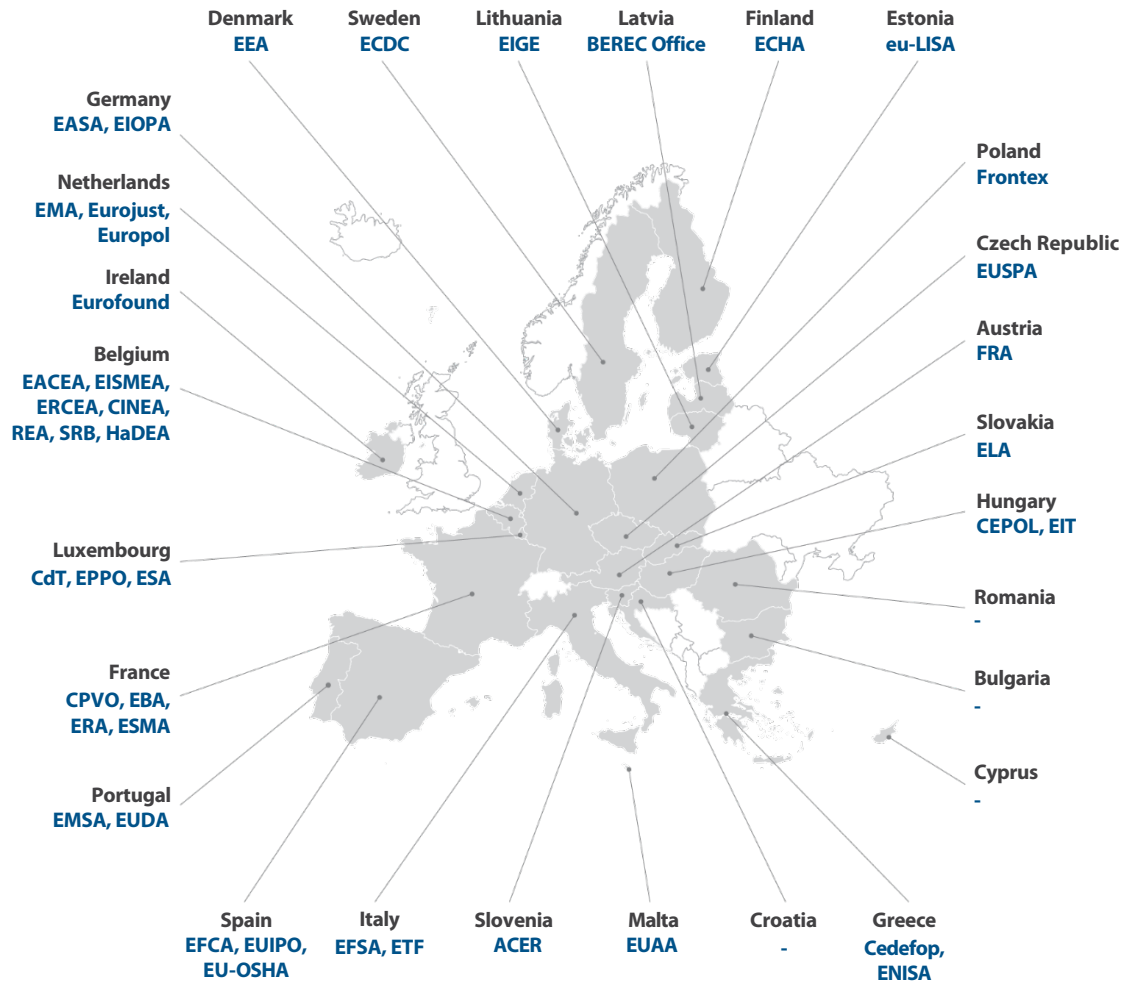 Denmark
EEA
Sweden
ECDC
Lithuania
EIGE
Latvia
BEREC Office
Finland
ECHA
Estonia
eu-LISA
Germany
EASA, EIOPA
Netherlands
EMA, Eurojust,
Europol
Ireland
Eurofound
Belgium
EACEA, EISMEA,
ERCEA, CINEA,
REA, SRB, HaDEA
Luxembourg
CdT, EPPO, ESA
France
CPVO, EBA,
ERA, ESMA
Portugal
EMSA, EUDA
Poland
Frontex
Czech Republic
EUSPA
Austria
FRA
Slovakia
ELA
Hungary
CEPOL, EIT
Romania
-
Bulgaria
-
Cyprus
-
Spain
EFCA, EUIPO,
EU-OSHA
Italy
EFSA, ETF
Slovenia
ACER
Malta
EUAA
Croatia
-
Greece
Cedefop,
ENISA